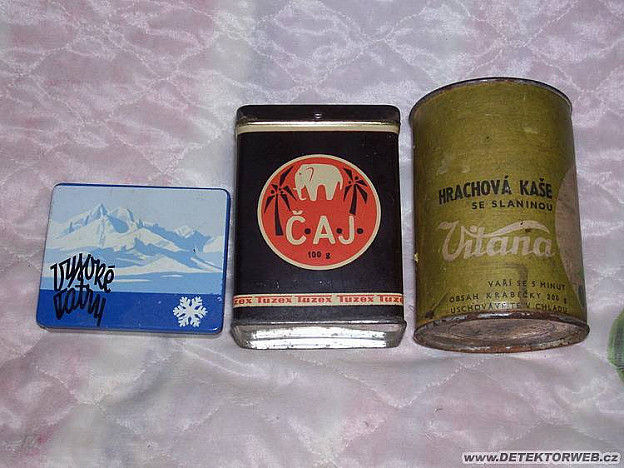 vysoké
tatry
Č.A.J.
100 g
Tuzex Tuzex Tuzex Tuzex
HRACHOVÁ KAŠE
SE SLANINOU
Vitana
VAŘÍ SE 5 MINUT
OBSAH KRABIČKY 200 g
USCHOVÁVEJTE V CHLADU
www.DETEKTORWEB.cz